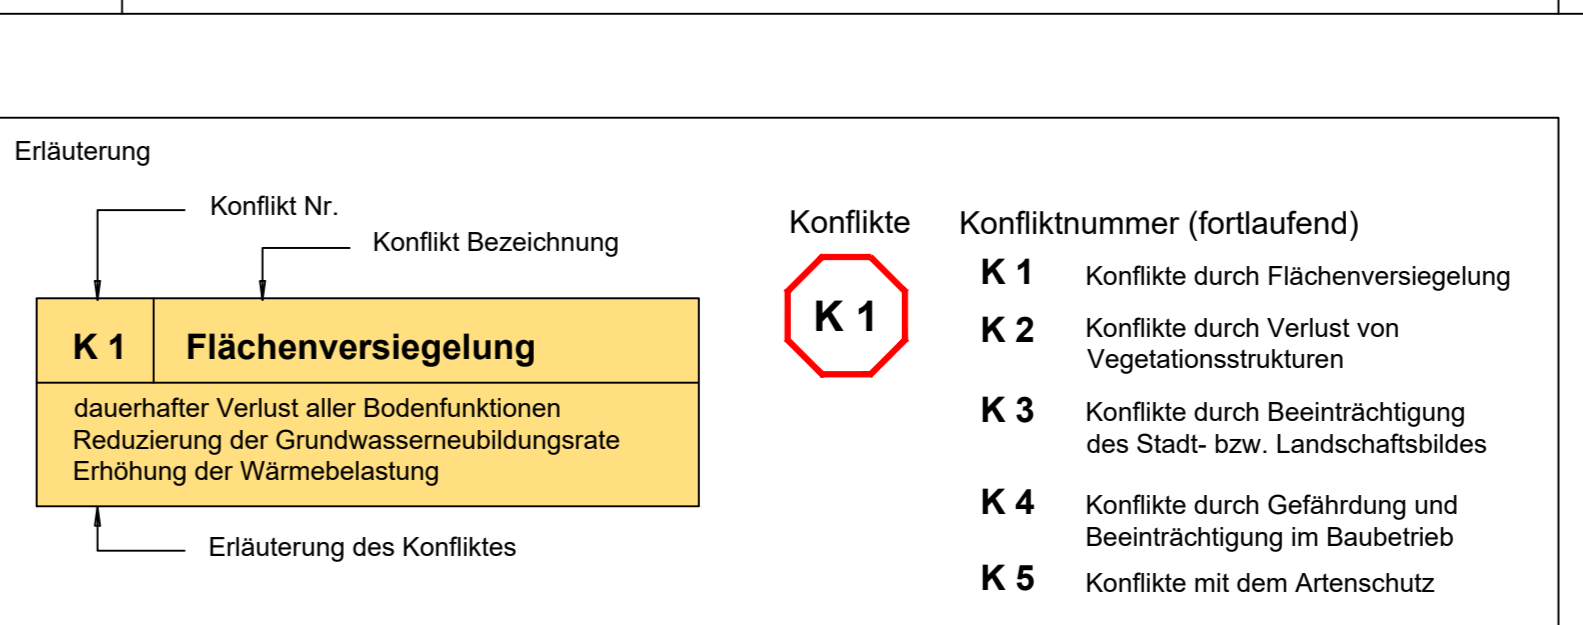 Erläuterung
Konflikt Nr.
Konflikt Bezeichnung
K 1 Flächenversiegelung
dauerhafter Verlust aller Bodenfunktionen
Reduzierung der Grundwasserneubildungsrate
Erhöhung der Wärmebelastung
Erläuterung des Konfliktes
Konflikte
K 1
Konfliktnummer (fortlaufend)
K 1 Konflikte durch Flächenversiegelung
K 2 Konflikte durch Verlust von
Vegetationsstrukturen
K 3 Konflikte durch Beeinträchtigung
des Stadt- bzw. Landschaftsbildes
K 4 Konflikte durch Gefährdung und
Beeinträchtigung im Baubetrieb
K 5 Konflikte mit dem Artenschutz